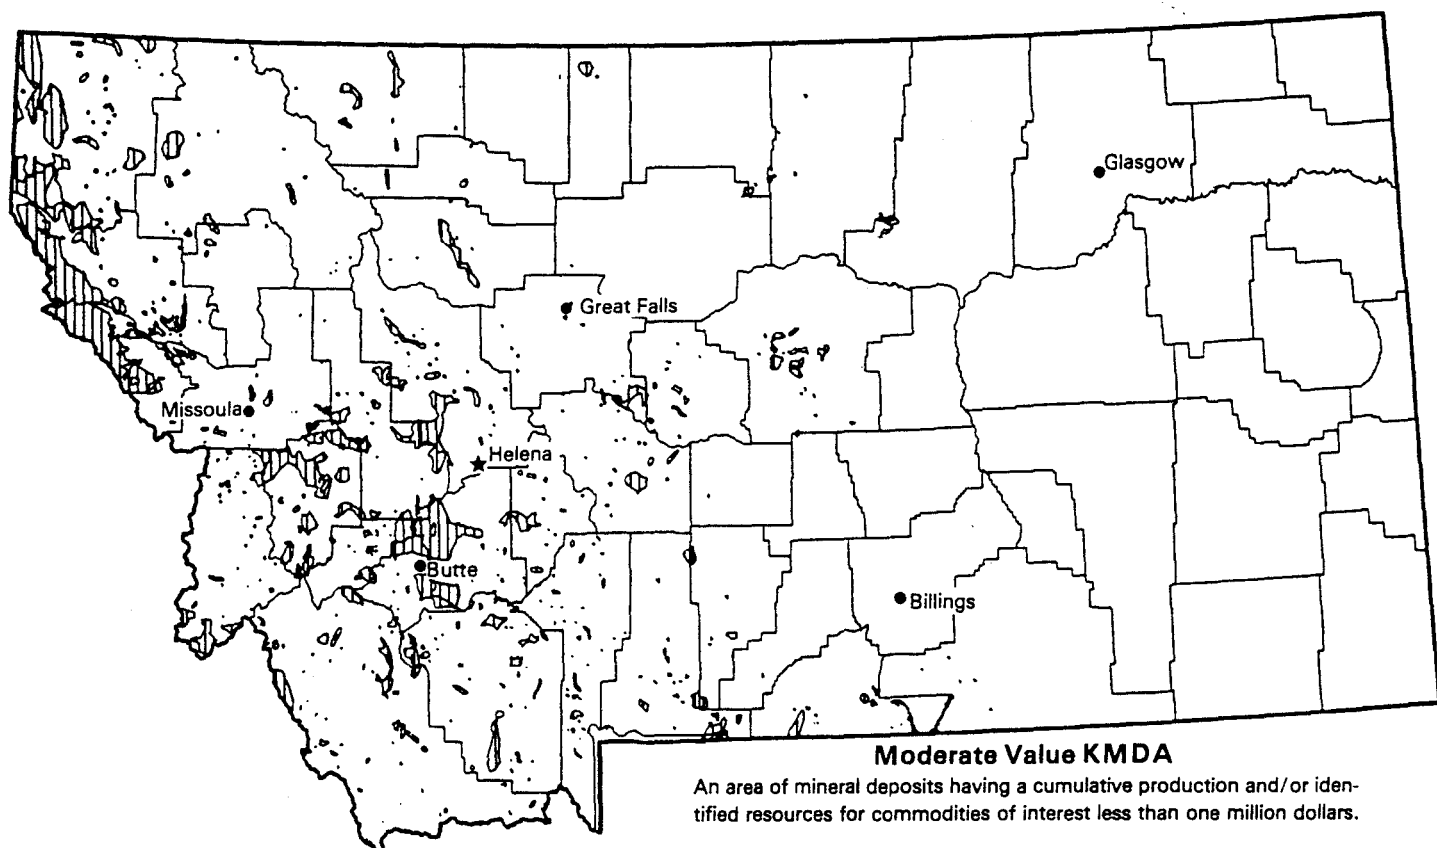 Glasgow
Great Falls
Missoula
Helena
Butte
Billings
Moderate Value KMDA
An area of mineral deposits having a cumulative production and/or iden-
tified resources for commodities of interest less than one million dollars.